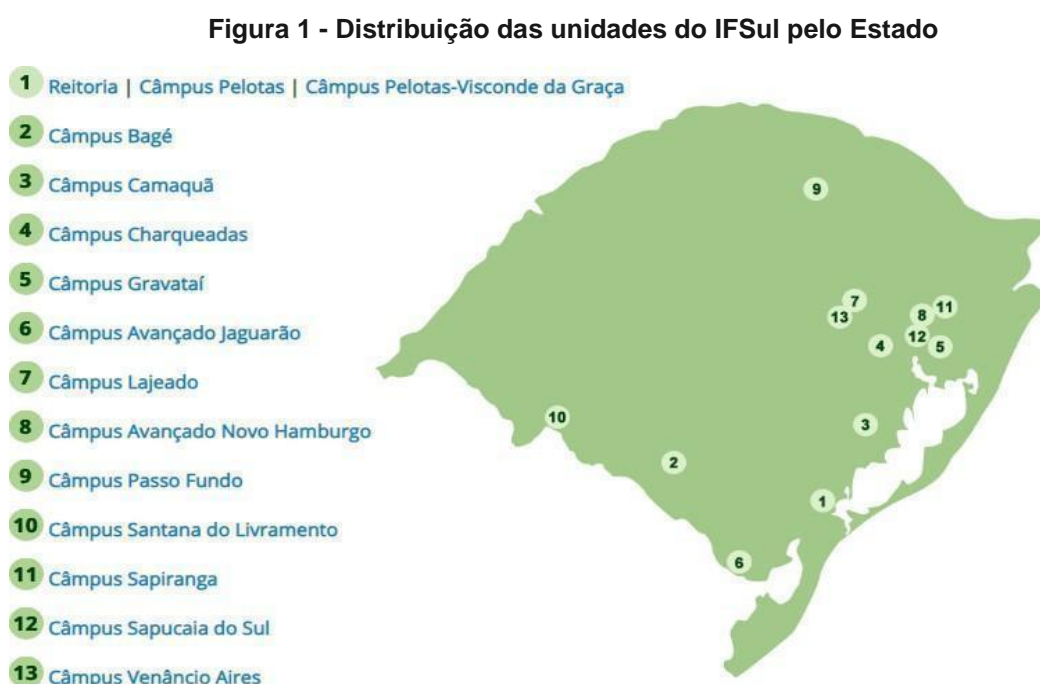 Figura 1 - Distribuição das unidades do IFSul pelo Estado
1 Reitoria | Câmpus Pelotas | Câmpus Pelotas-Visconde da Graça
2 Câmpus Bagé
3 Câmpus Camaquã
4 Câmpus Charqueadas
5 Câmpus Gravataí
6 Câmpus Avançado Jaguarão
7 Câmpus Lajeado
8 Câmpus Avançado Novo Hamburgo
9 Câmpus Passo Fundo
10 Câmpus Santana do Livramento
11 Câmpus Sapiranga
12 Câmpus Sapucaia do Sul
13 Câmpus Venâncio Aires
9
7
11
8
13
12
4
5
10
3
2
1
6